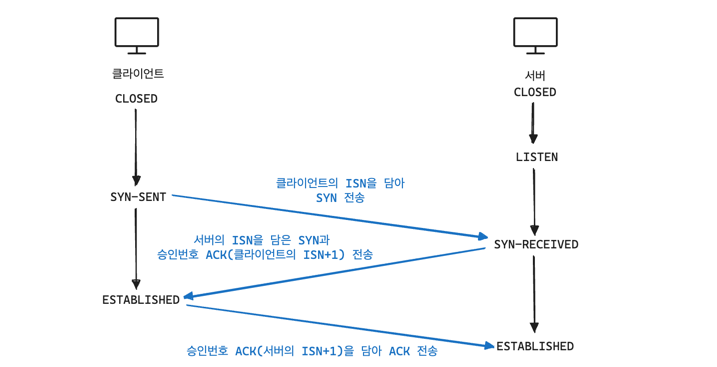 클라이언트
서버
CLOSED
CLOSED
LISTEN
클라이언트의 ISN을 담아
SYN 전송
SYN-SENT
서버의 ISN을 담은 SYN과
승인번호 ACK(클라이언트의 ISN+1) 전송
SYN-RECEIVED
ESTABLISHED
승인번호 ACK(서버의 ISN+1)을 담아 ACK 전송
ESTABLISHED